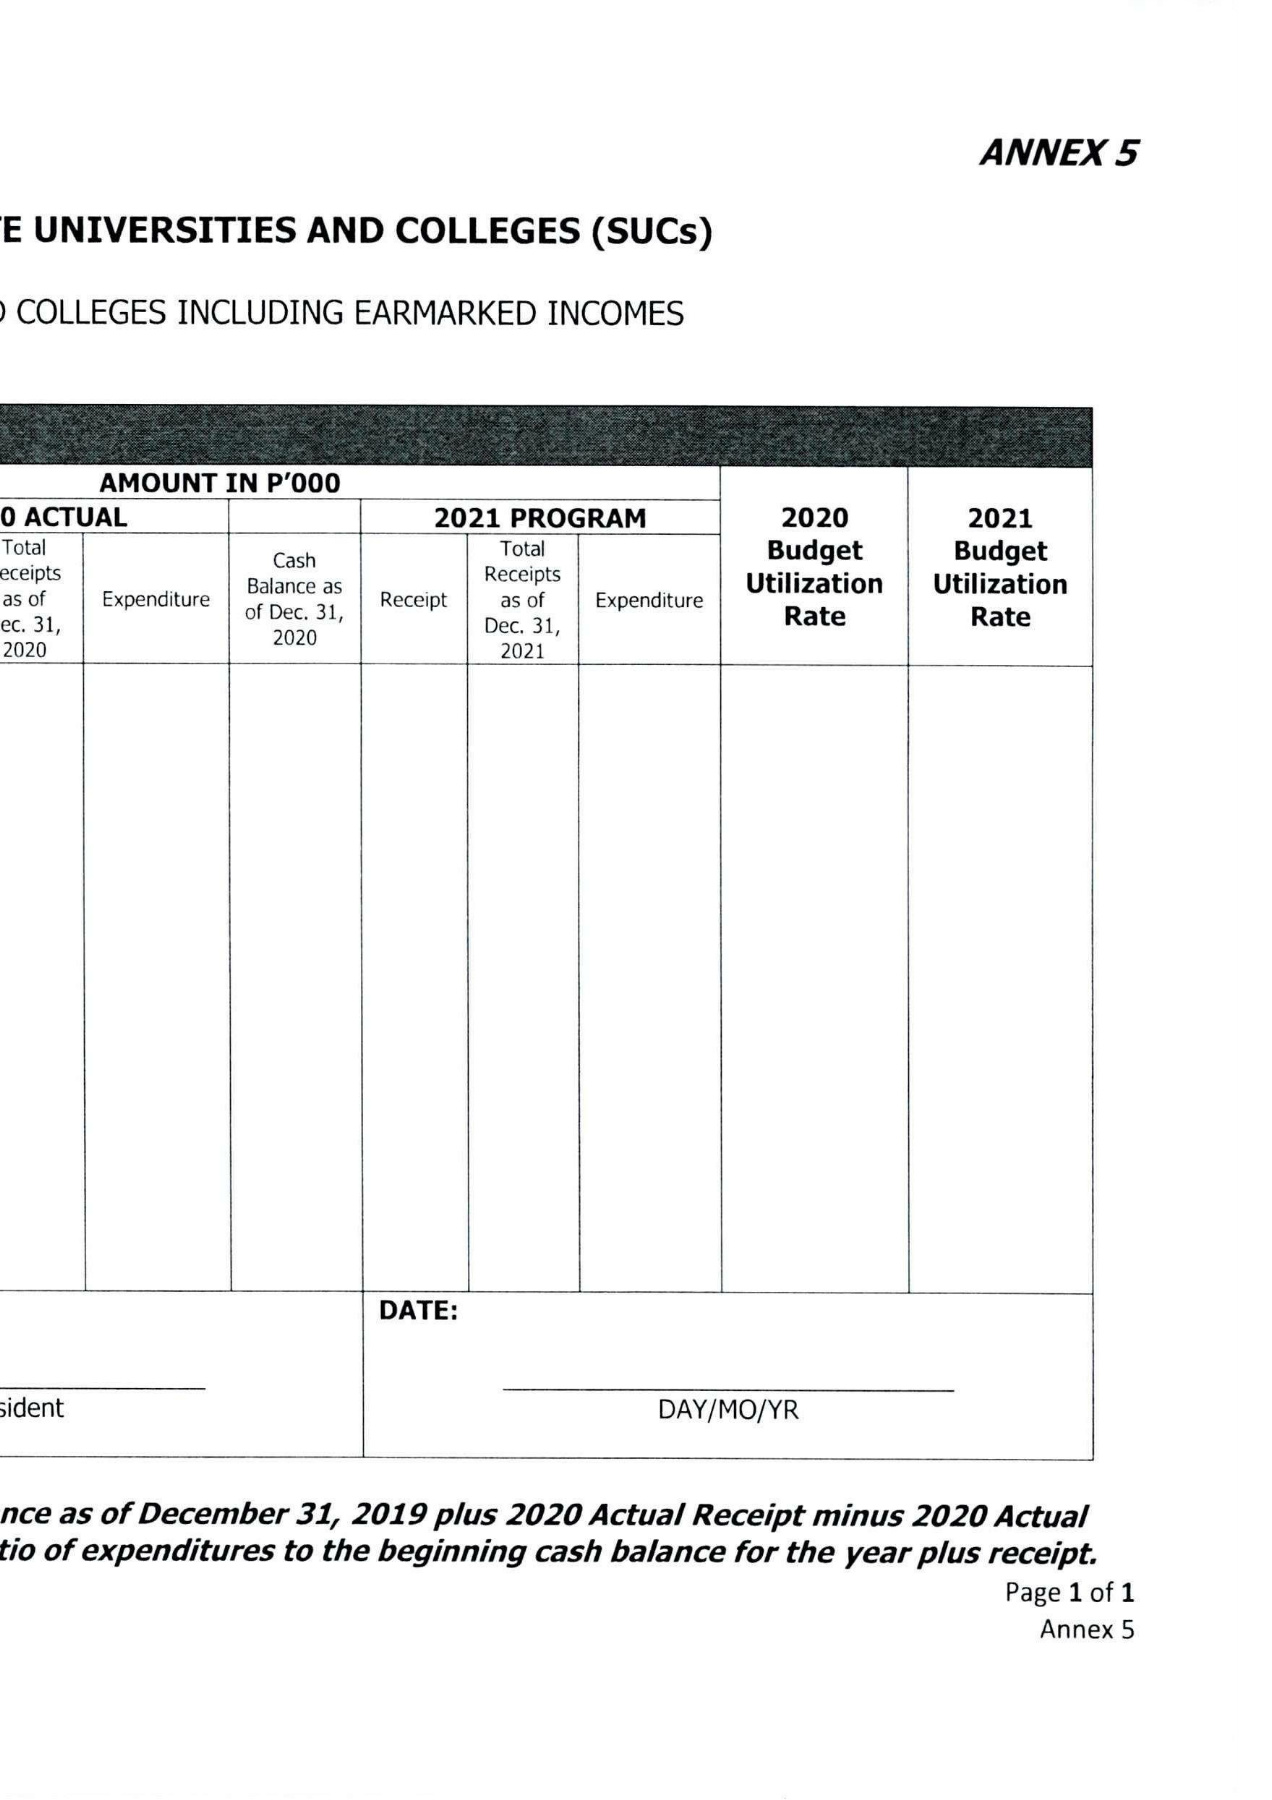 ANNEX 5
TE UNIVERSITIES AND COLLEGES (SUCs)
COLLEGES INCLUDING EARMARKED INCOMES
AMOUNT IN P'000
0 ACTUAL
2021 PROGRAM
2020
Budget
Utilization
Rate
2021
Budget
Utilization
Rate
Total
eceipts
as of
ec. 31,
2020
Expenditure
Cash
Balance as
of Dec. 31,
2020
Receipt
Total
Receipts
as of
Dec. 31,
2021
Expenditure
DATE:
sident
DAY/MO/YR
nce as of December 31, 2019 plus 2020 Actual Receipt minus 2020 Actual
tio of expenditures to the beginning cash balance for the year plus receipt.
Page 1 of 1
Annex 5